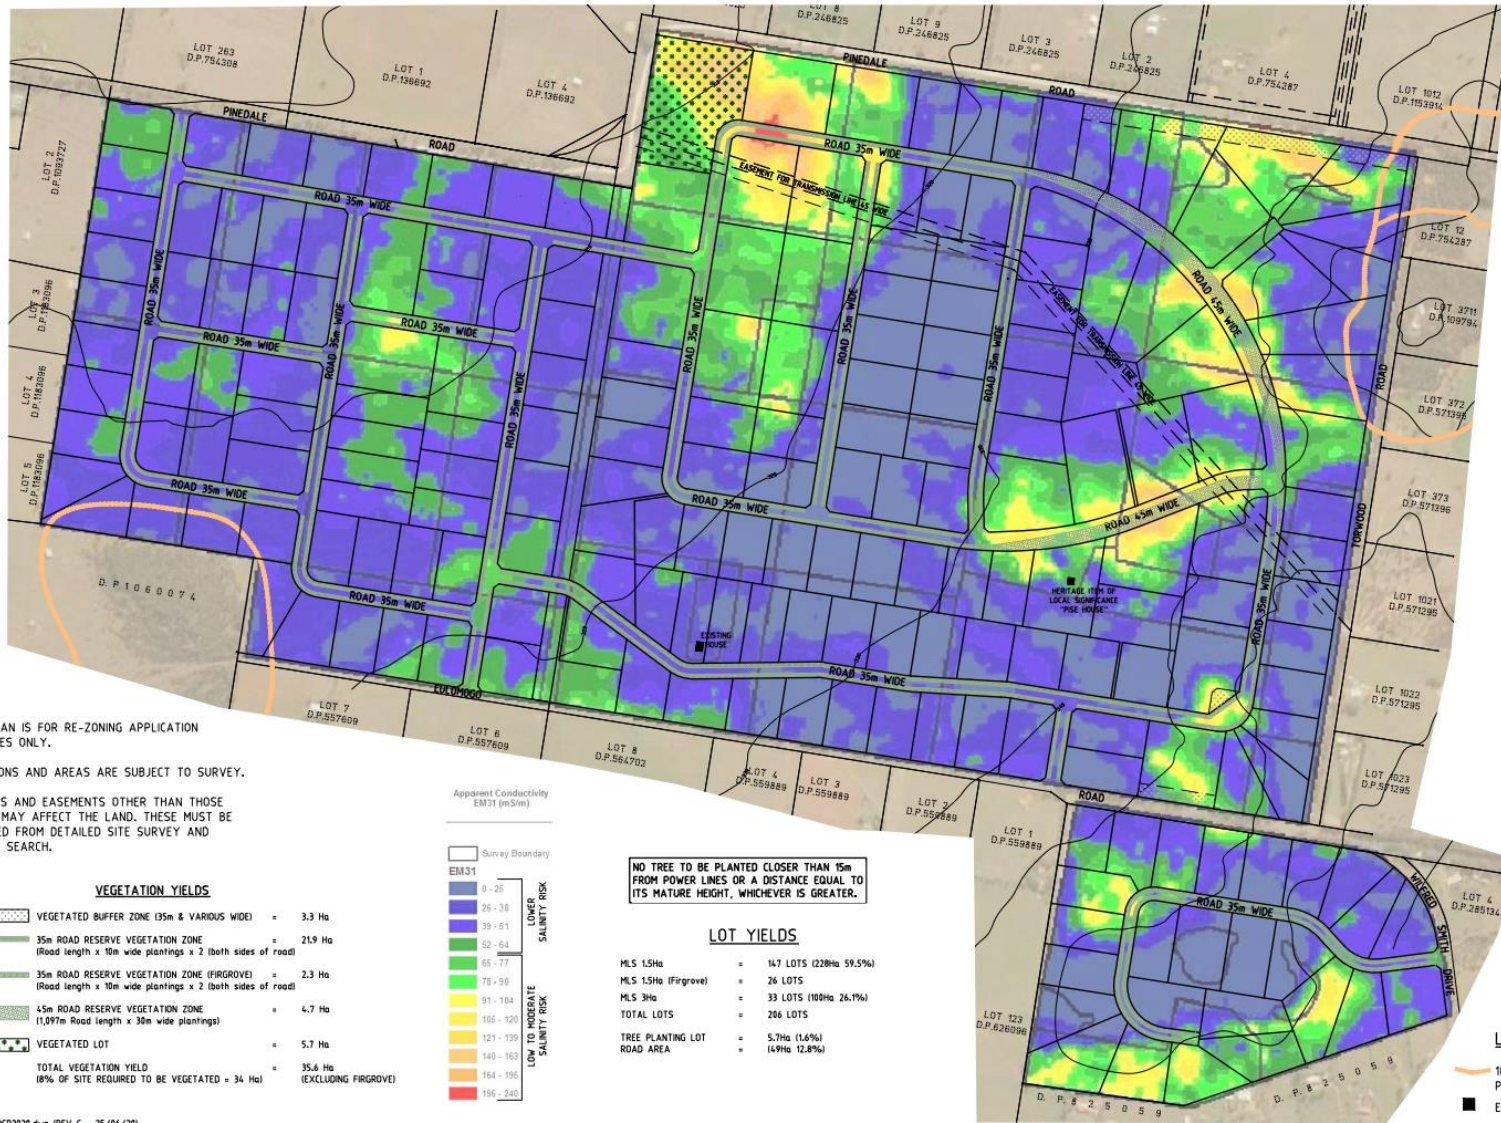 LOT 8
D.P.246825
LOT 9
D.P.246825
LOT 3
D.P.246825
LOT 2
D.P.246825
LOT 4
D.P.754287
LOT 1012
D.P.1153914
LOT 263
D.P.754308
LOT 1
D.P.136692
LOT 4
D.P.136692
PINEDALE
ROAD
PINEDALE
ROAD
LOT 2
D.P.1093727
LOT 3
D.P.1183096
LOT 4
D.P.1183096
LOT 5
D.P.1183096
ROAD 35m WIDE
ROAD 35m WIDE
ROAD 35m WIDE
ROAD 35m WIDE
ROAD 35m WIDE
ROAD 35m WIDE
ROAD 35m WIDE
ROAD 35m WIDE
ROAD 35m WIDE
EASEMENT FOR TRANSMISSION LINE 45 WIDE
ROAD 35m WIDE
ROAD 35m WIDE
ROAD 35m WIDE
ROAD 35m WIDE
EASEMENT FOR TRANSMISSION LINE 45 WIDE
ROAD 45m WIDE
ROAD 45m WIDE
LOT 12
D.P.754287
LOT 3711
D.P.109794
LOT 372
D.P.571396
LOT 373
D.P.571396
TORWOOD
ROAD
LOT 1021
D.P.571295
LOT 1022
D.P.571295
LOT 1023
D.P.571295
ROAD 35m WIDE
HERITAGE ITEM OF
LOCAL SIGNIFICANCE
"PISE HOUSE"
EXISTING
HOUSE
ROAD 35m WIDE
D.P 1060074
EULOMOGO
ROAD
LOT 7
D.P.557609
LOT 6
D.P.557609
LOT 8
D.P.564702
LOT 4
D.P.559889
LOT 3
D.P.559889
LOT 2
D.P.559889
LOT 1
D.P.559889
LOT 123
D.P.626096
ROAD 35m WIDE
WILFRED
SMITH
DRIVE
LOT 4
D.P.285134
D. P. 8 2 5 0 5 9
D. P. 8 2 5 0 5 9
AN IS FOR RE-ZONING APPLICATION
ES ONLY.
ONS AND AREAS ARE SUBJECT TO SURVEY.
S AND EASEMENTS OTHER THAN THOSE
MAY AFFECT THE LAND. THESE MUST BE
ED FROM DETAILED SITE SURVEY AND
SEARCH.
VEGETATION YIELDS
VEGETATED BUFFER ZONE (35m & VARIOUS WIDE) = 3.3 Ha
35m ROAD RESERVE VEGETATION ZONE = 21.9 Ha
(Road length x 10m wide plantings x 2 (both sides of road)
35m ROAD RESERVE VEGETATION ZONE (FIRGROVE) = 2.3 Ha
(Road length x 10m wide plantings x 2 (both sides of road)
45m ROAD RESERVE VEGETATION ZONE = 4.7 Ha
(1,097m Road length x 30m wide plantings)
VEGETATED LOT = 5.7 Ha
TOTAL VEGETATION YIELD = 35.6 Ha
(8% OF SITE REQUIRED TO BE VEGETATED = 34 Ha) (EXCLUDING FIRGROVE)
Apparent Conductivity
EM31 (mS/m)
Survey Boundary
EM31
0 - 25
26 - 38
39 - 51
52 - 64
65 - 77
78 - 90
91 - 104
105 - 120
121 - 139
140 - 163
164 - 195
196 - 240
LOWER
SALINITY RISK
LOW TO MODERATE
SALINITY RISK
NO TREE TO BE PLANTED CLOSER THAN 15m
FROM POWER LINES OR A DISTANCE EQUAL TO
ITS MATURE HEIGHT, WHICHEVER IS GREATER.
LOT YIELDS
MLS 1.5Ha = 147 LOTS (228Ha 59.5%)
MLS 1.5Ha (Firgrove) = 26 LOTS
MLS 3Ha = 33 LOTS (100Ha 26.1%)
TOTAL LOTS = 206 LOTS
TREE PLANTING LOT = 5.7Ha (1.6%)
ROAD AREA = (49Ha 12.8%)